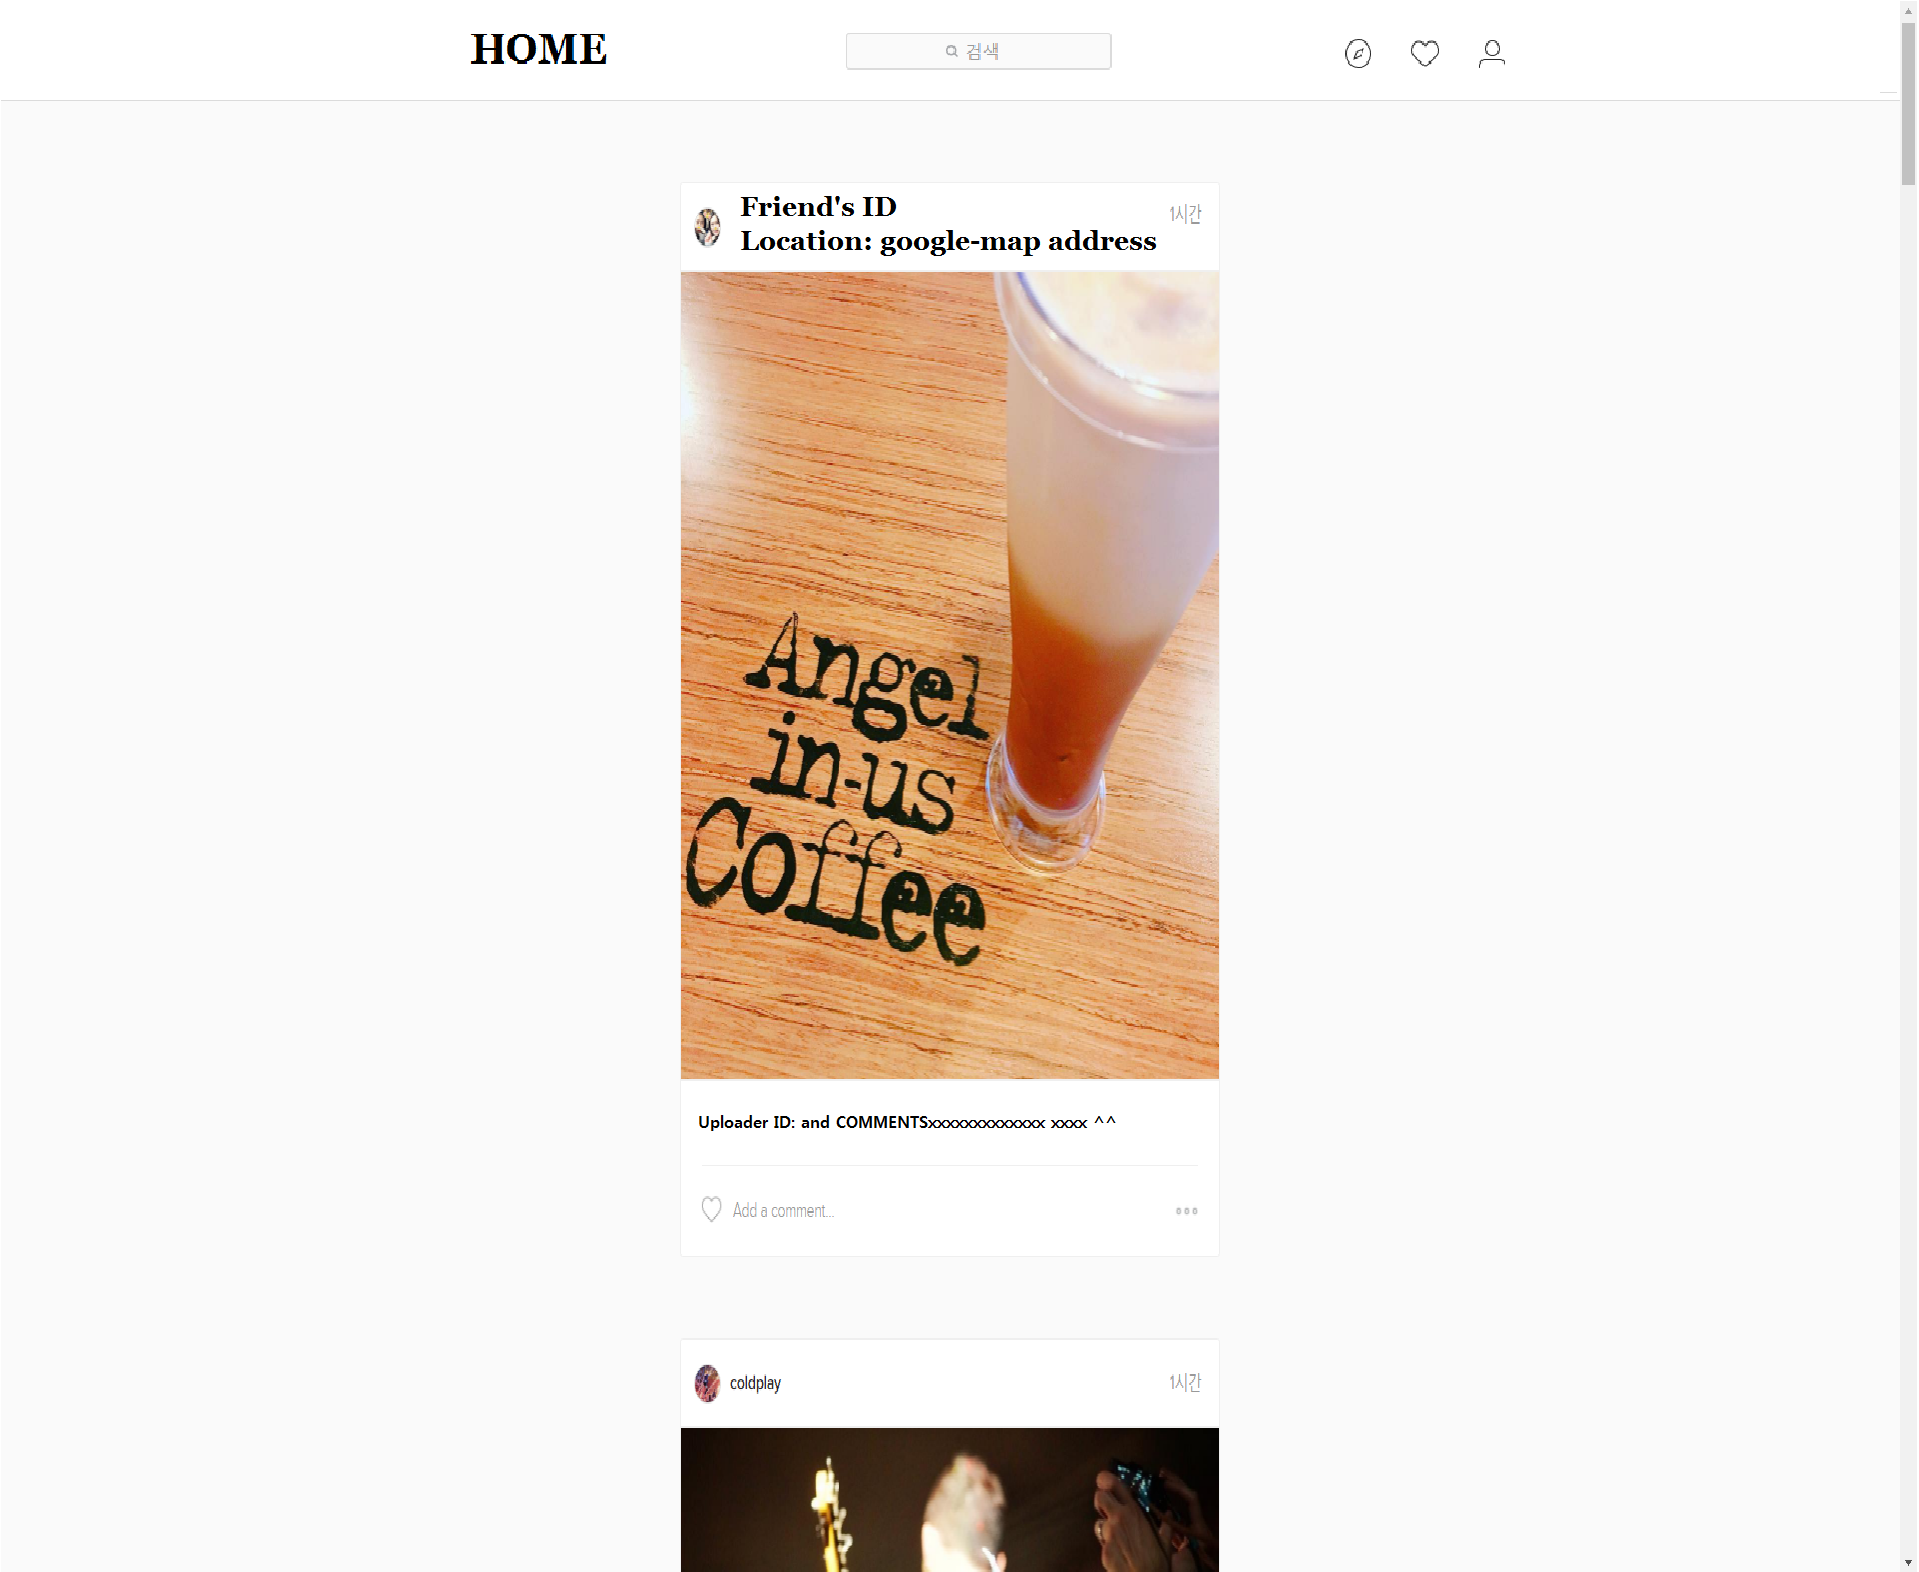 HOME
검색
Friend's ID
1시간
Location: google-map address
Angel
in-us
Coffee
Uploader ID: and COMMENTSxxxxxxxxxxxxx xxxx ^^
Add a comment...
coldplay
1시간